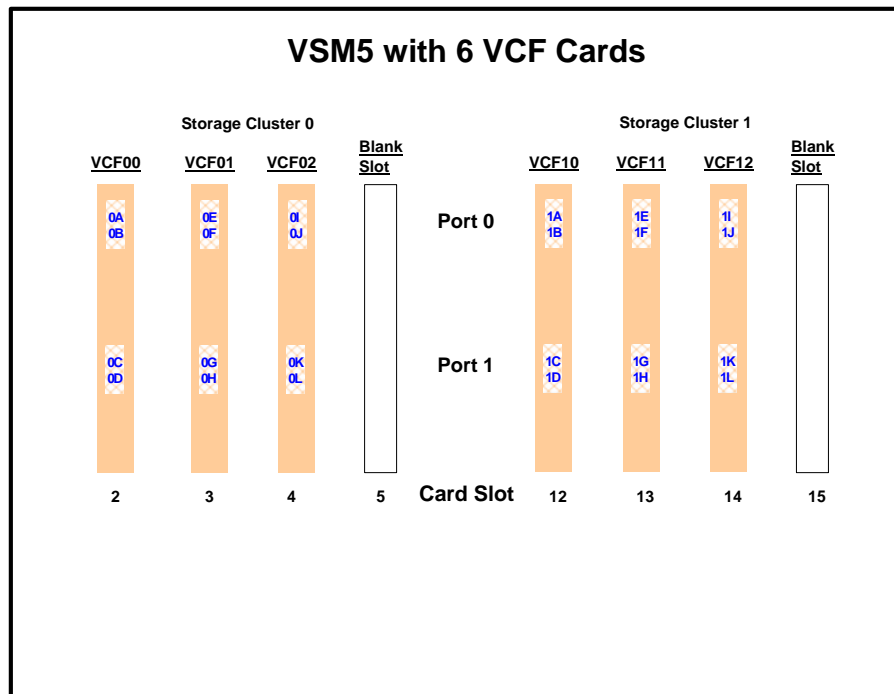 VSM5 with 6 VCF Cards
Storage Cluster 0
Storage Cluster 1
VCF00
VCF01
VCF02
Blank
Slot
VCF10
VCF11
VCF12
Blank
Slot
0A
0B
0E
0F
0I
0J
Port 0
1A
1B
1E
1F
1I
1J
0C
0D
0G
0H
0K
0L
Port 1
1C
1D
1G
1H
1K
1L
2
3
4
5
Card Slot
12
13
14
15